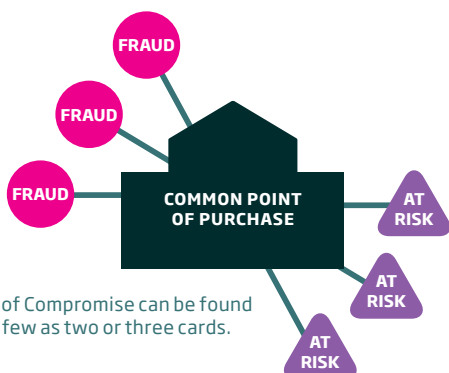 FRAUD
FRAUD
FRAUD
COMMON POINT
OF PURCHASE
AT
RISK
AT
RISK
AT
RISK
of Compromise can be found
few as two or three cards.